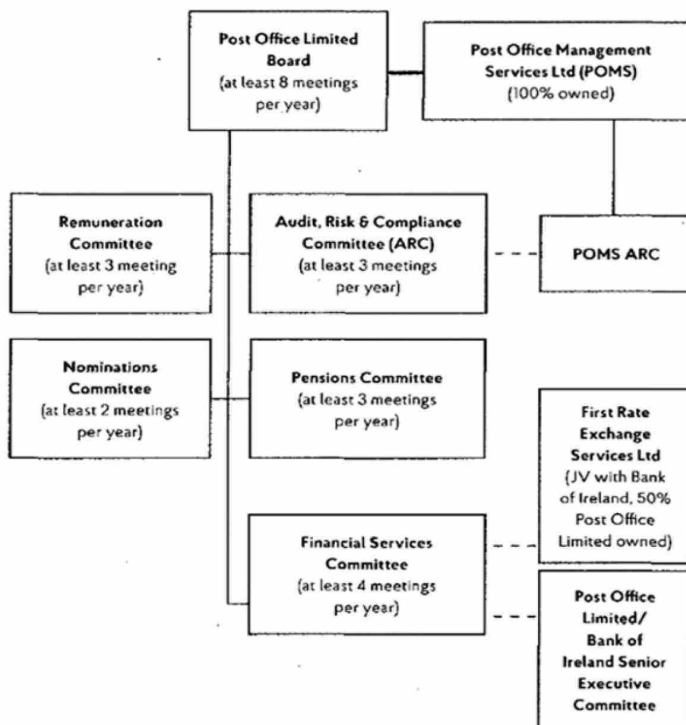 Post Office Limited
Board
(at least 8 meetings
per year)
Post Office Management
Services Ltd (POMS)
(100% owned)
Remuneration
Committee
(at least 3 meeting
per year)
Audit, Risk & Compliance
Committee (ARC)
(at least 3 meetings
per year)
POMS ARC
Nominations
Committee
(at least 2 meetings
per year)
Pensions Committee
(at least 3 meetings
per year)
First Rate
Exchange
Services Ltd
(JV with Bank
of Ireland, 50%
Post Office
Limited owned)
Financial Services
Committee
(at least 4 meetings
per year)
Post Office
Limited/
Bank of
Ireland Senior
Executive
Committee